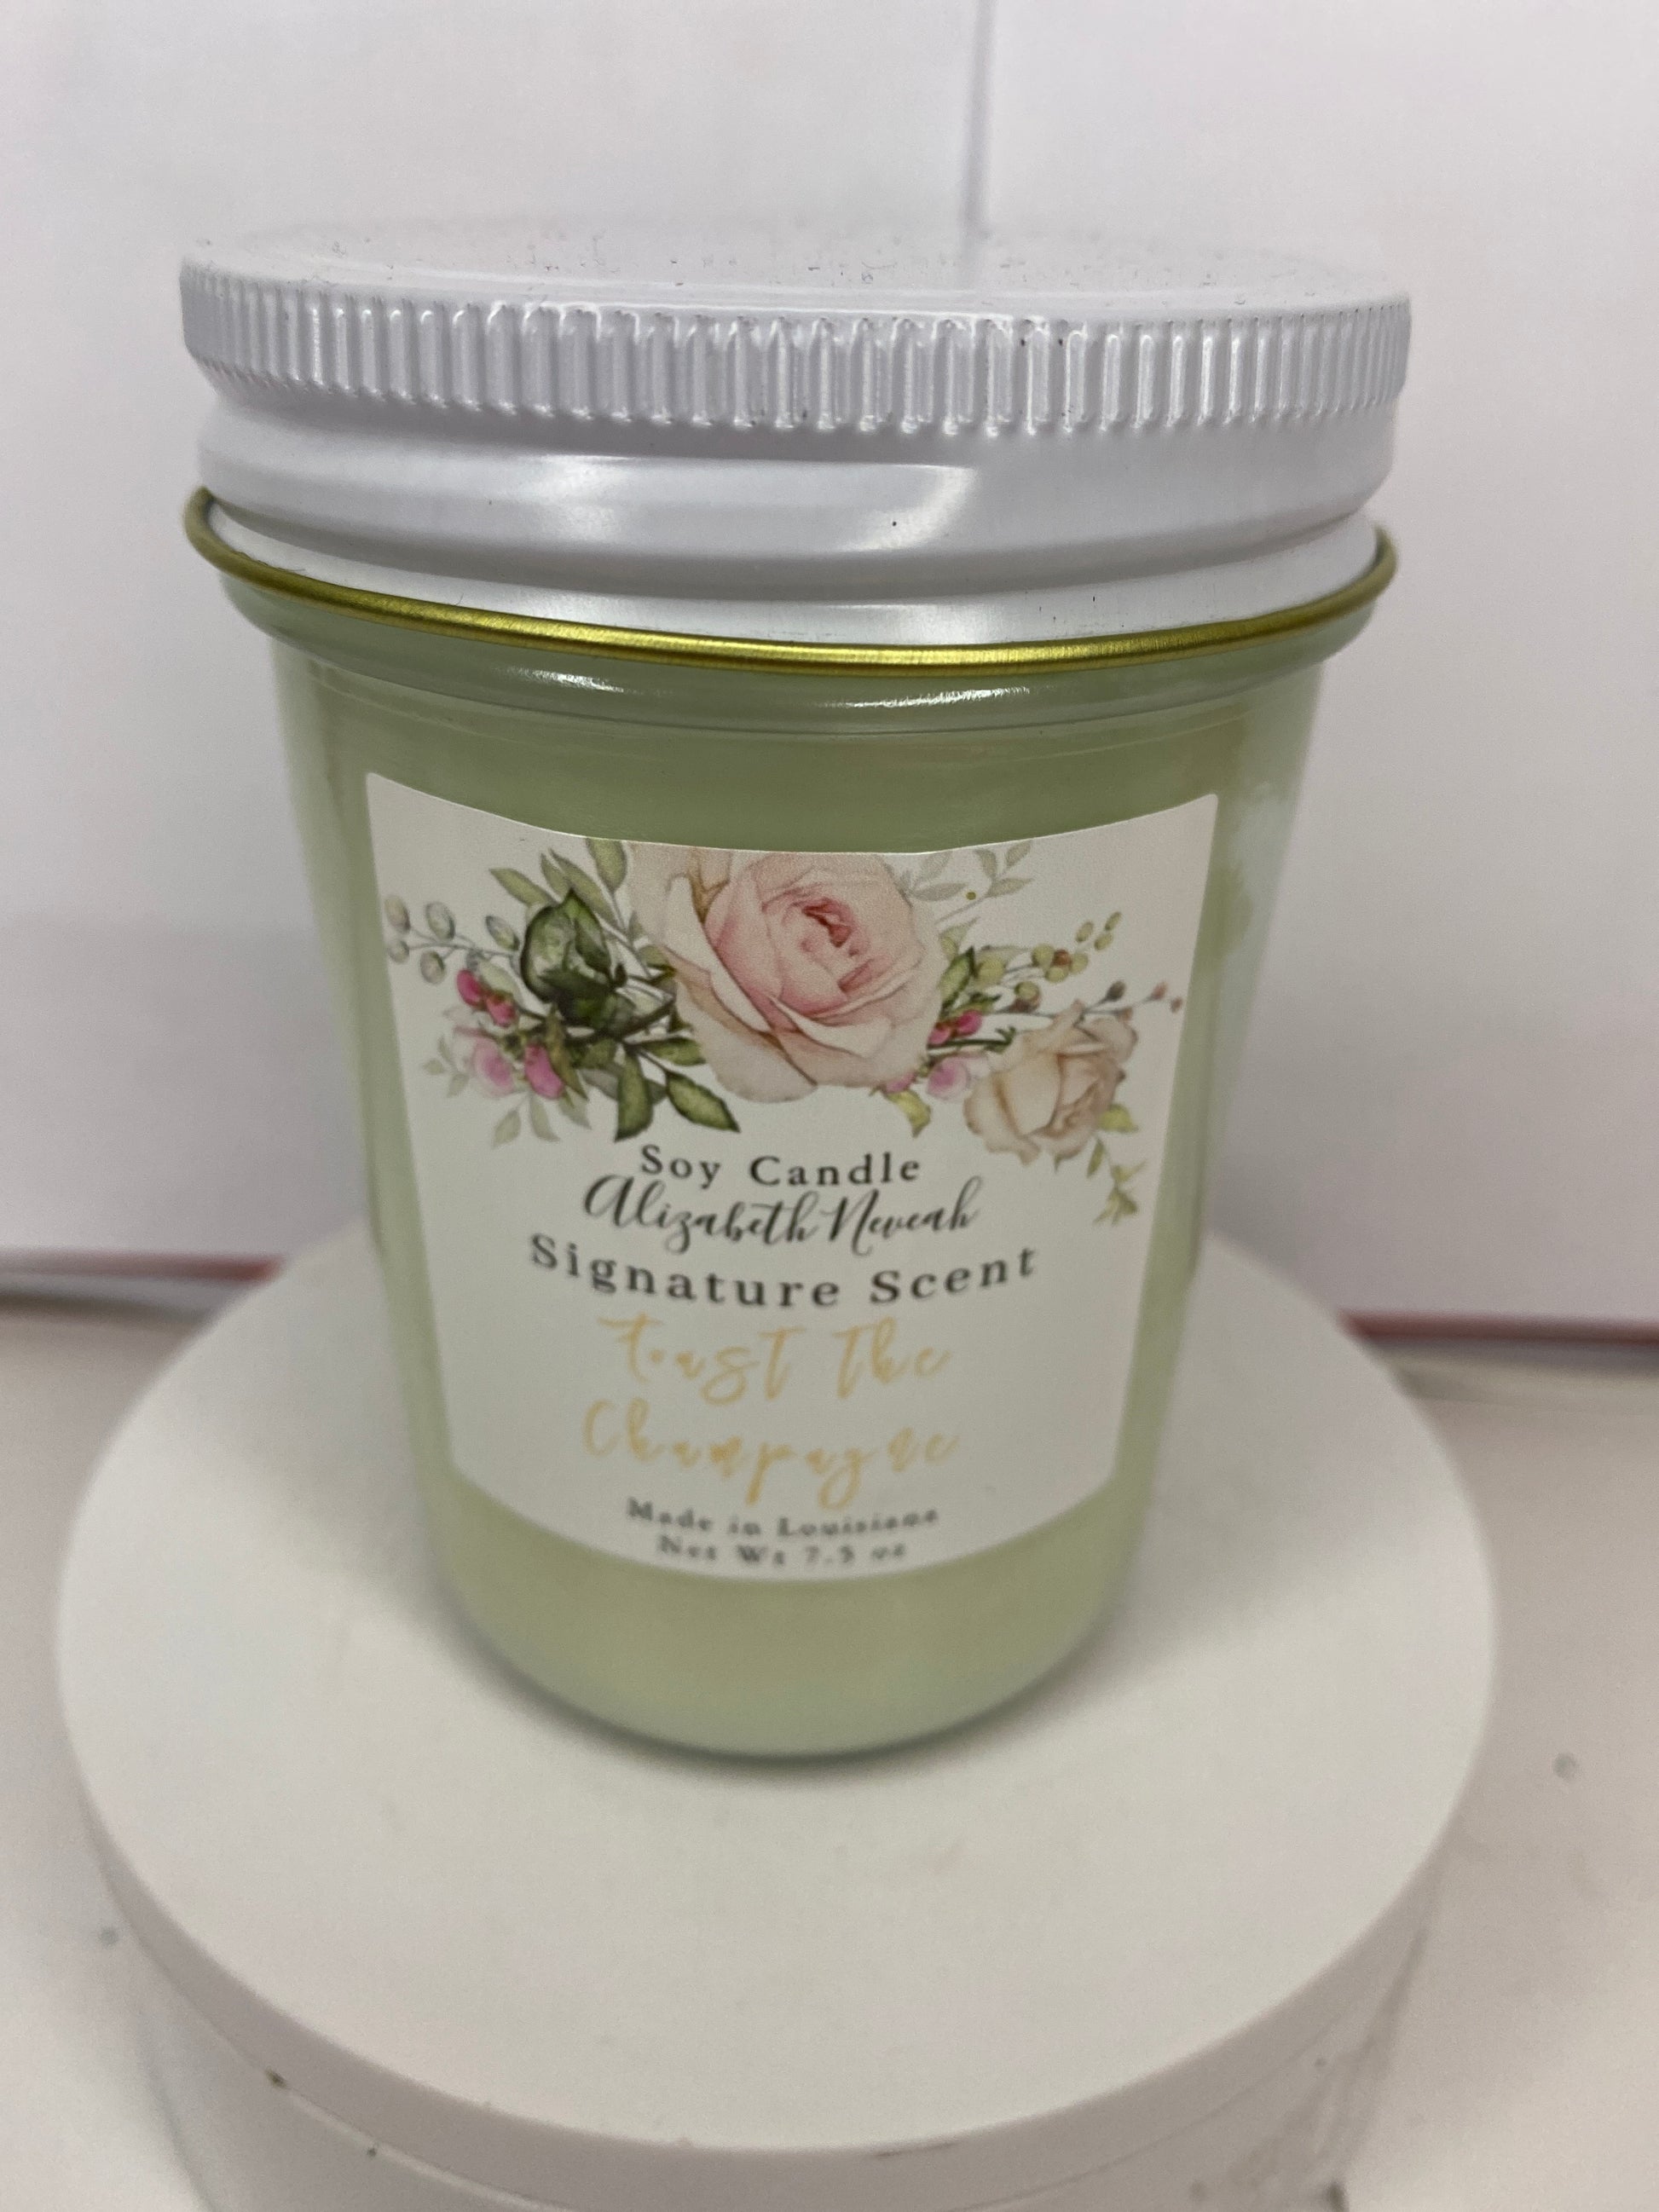 Soy Candle
Alizabeth Neveah
Signature Scent
Toast the
Champagne
Made in Louisiana
Net Wt 7.5 oz